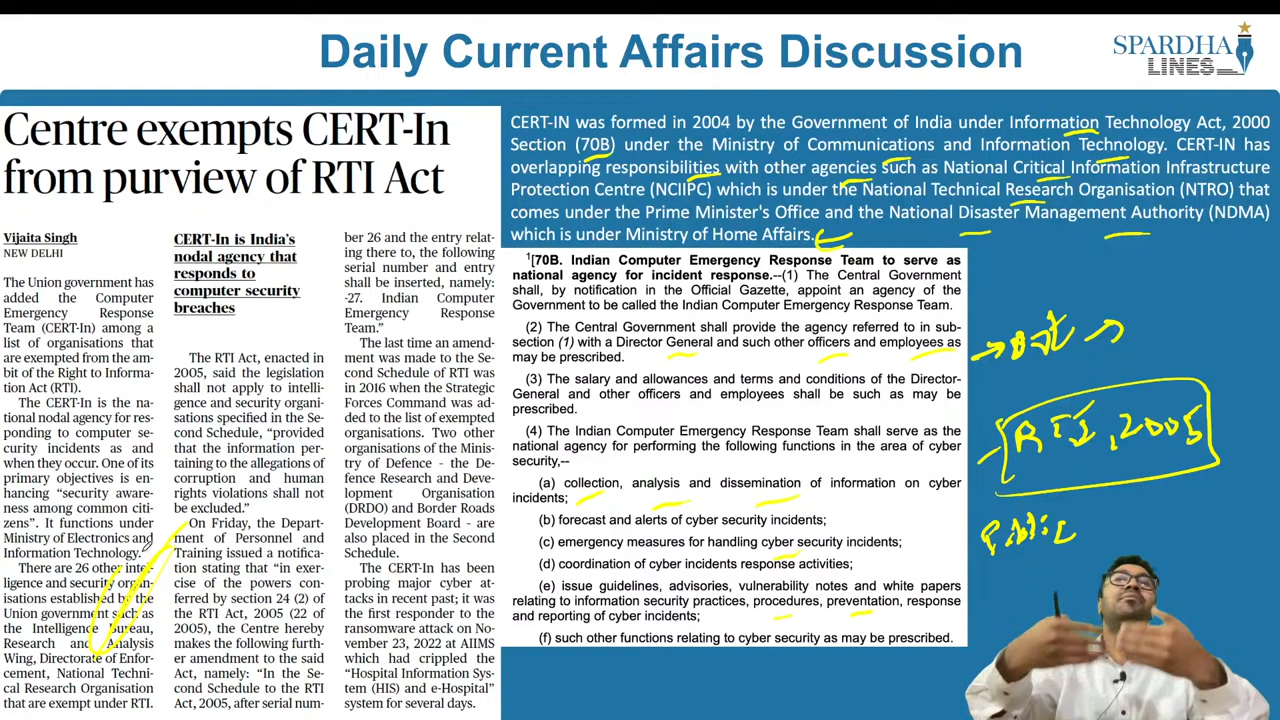 Daily Current Affairs Discussion
SPARDHA
LINES
Centre exempts CERT-In
from purview of RTI Act
Vijaita Singh
NEW DELHI
The Union government has
added the Computer
Emergency Response
Team (CERT-In) among a
list of organisations that
are exempted from the am-
bit of the Right to Informa-
tion Act (RTI).
The CERT-In is the na-
tional nodal agency for res-
ponding to computer se-
curity incidents as and
when they occur. One of its
primary objectives is en-
hancing “security aware-
ness among common citi-
zens”. It functions under
Ministry of Electronics and
Information Technology.
There are 26 other intel-
ligence and security organ-
isations established by the
Union government such as
the Intelligence Bureau,
Research and Analysis
Wing, Directorate of Enfor-
cement, National Techni-
cal Research Organisation
that are exempt under RTI.
CERT-In is India’s
nodal agency that
responds to
computer security
breaches
The RTI Act, enacted in
2005, said the legislation
shall not apply to intelli-
gence and security organi-
sations specified in the Se-
cond Schedule, “provided
that the information per-
taining to the allegations of
corruption and human
rights violations shall not
be excluded.”
On Friday, the Depart-
ment of Personnel and
Training issued a notifica-
tion stating that “in exer-
cise of the powers con-
ferred by section 24 (2) of
the RTI Act, 2005 (22 of
2005), the Centre hereby
makes the following furth-
er amendment to the said
Act, namely: “In the Se-
cond Schedule to the RTI
Act, 2005, after serial num-
ber 26 and the entry relat-
ing there to, the following
serial number and entry
shall be inserted, namely:
-27. Indian Computer
Emergency Response
Team.”
The last time an amend-
ment was made to the Se-
cond Schedule of RTI was
in 2016 when the Strategic
Forces Command was ad-
ded to the list of exempted
organisations. Two other
organisations of the Minis-
try of Defence - the De-
fence Research and Deve-
lopment Organisation
(DRDO) and Border Roads
Development Board - are
also placed in the Second
Schedule.
The CERT-In has been
probing major cyber at-
tacks in recent past; it was
the first responder to the
ransomware attack on No-
vember 23, 2022 at AIIMS
which had crippled the
“Hospital Information Sys-
tem (HIS) and e-Hospital”
system for several days.
CERT-IN was formed in 2004 by the Government of India under Information Technology Act, 2000
Section (70B) under the Ministry of Communications and Information Technology. CERT-IN has
overlapping responsibilities with other agencies such as National Critical Information Infrastructure
Protection Centre (NCIIPC) which is under the National Technical Research Organisation (NTRO) that
comes under the Prime Minister's Office and the National Disaster Management Authority (NDMA)
which is under Ministry of Home Affairs.
1[70B. Indian Computer Emergency Response Team to serve as
national agency for incident response.--(1) The Central Government
shall, by notification in the Official Gazette, appoint an agency of the
Government to be called the Indian Computer Emergency Response Team.
(2) The Central Government shall provide the agency referred to in sub-
section (1) with a Director General and such other officers and employees as
may be prescribed.
(3) The salary and allowances and terms and conditions of the Director-
General and other officers and employees shall be such as may be
prescribed.
(4) The Indian Computer Emergency Response Team shall serve as the
national agency for performing the following functions in the area of cyber
security,--
(a) collection, analysis and dissemination of information on cyber
incidents;
(b) forecast and alerts of cyber security incidents;
(c) emergency measures for handling cyber security incidents;
(d) coordination of cyber incidents response activities;
(e) issue guidelines, advisories, vulnerability notes and white papers
relating to information security practices, procedures, prevention, response
and reporting of cyber incidents;
(f) such other functions relating to cyber security as may be prescribed.
RTI, 2005
Public